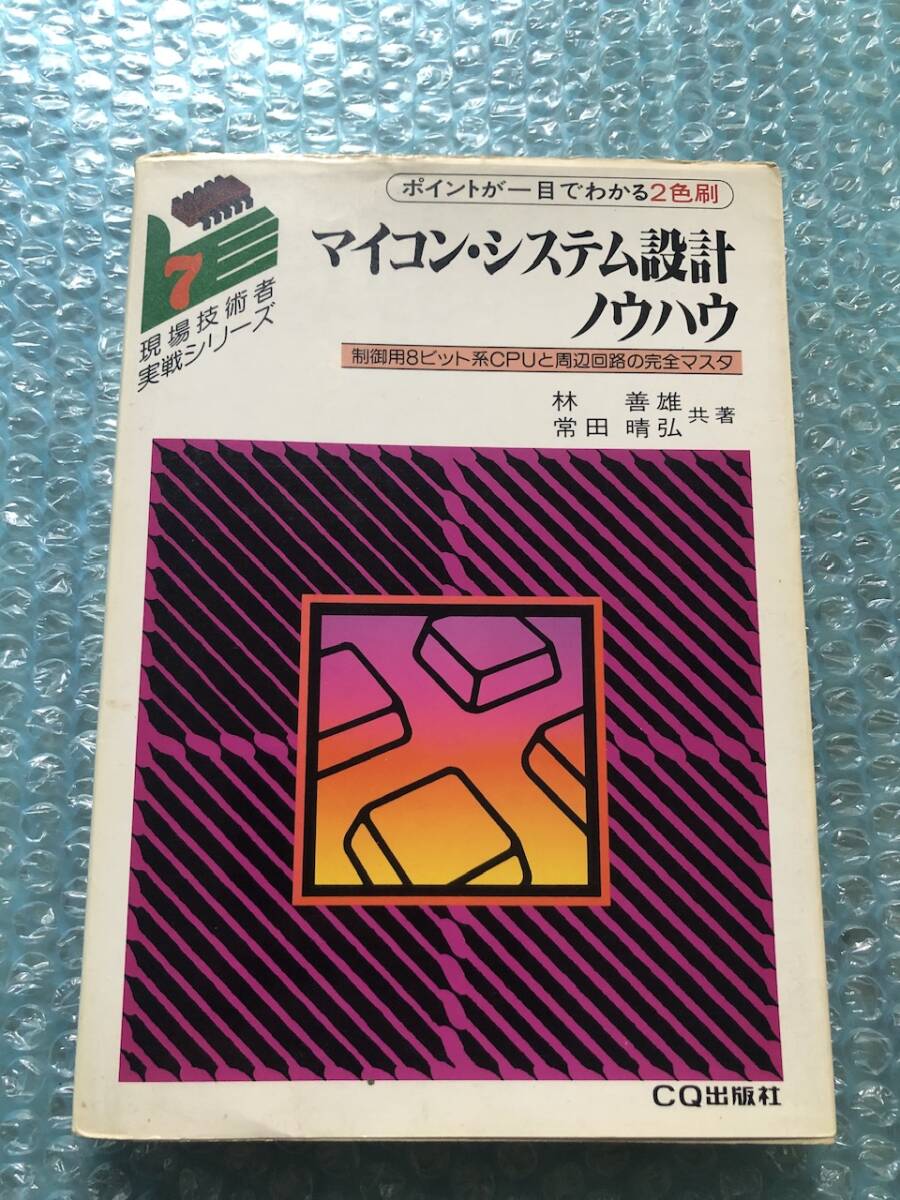 ポイントが一目でわかる2色刷
マイコン・システム設計
ノウハウ
制御用8ビット系CPUと周辺回路の完全マスタ
林 善雄
常田 晴弘
共著
7
現場技術者
実戦シリーズ
CQ出版社